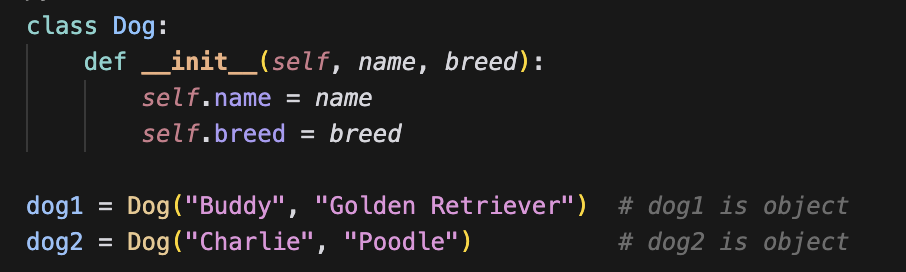 class Dog:
    def __init__(self, name, breed):
        self.name = name
        self.breed = breed
dog1 = Dog("Buddy", "Golden Retriever")  # dog1 is object
dog2 = Dog("Charlie", "Poodle")          # dog2 is object